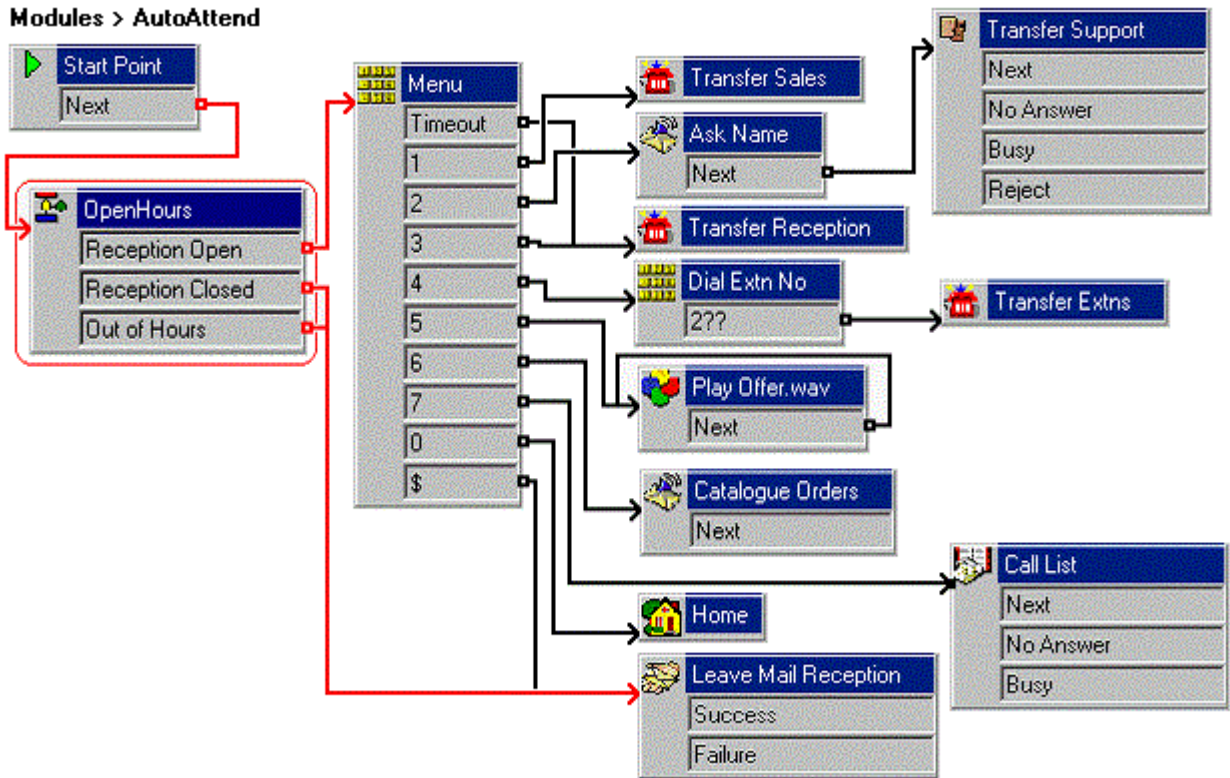 Modules > AutoAttend
Start Point
Next
OpenHours
Reception Open
Reception Closed
Out of Hours
Menu
Timeout
1
2
3
4
5
6
7
0
$
Transfer Sales
Ask Name
Next
Transfer Reception
Dial Extn No
2??
Play Offer.wav
Next
Catalogue Orders
Next
Home
Leave Mail Reception
Success
Failure
Transfer Support
Next
No Answer
Busy
Reject
Transfer Extns
Call List
Next
No Answer
Busy